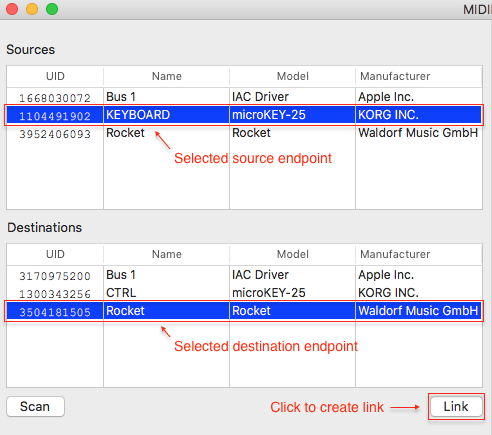 MIDI
Sources
UID Name Model Manufacturer
1668030072 Bus 1 IAC Driver Apple Inc.
1104491902 KEYBOARD microKEY-25 KORG INC.
3952406093 Rocket Rocket Waldorf Music GmbH
Selected source endpoint
Destinations
UID Name Model Manufacturer
3170975200 Bus 1 IAC Driver Apple Inc.
1300343256 CTRL microKEY-25 KORG INC.
3504181505 Rocket Rocket Waldorf Music GmbH
Selected destination endpoint
Scan Click to create link Link